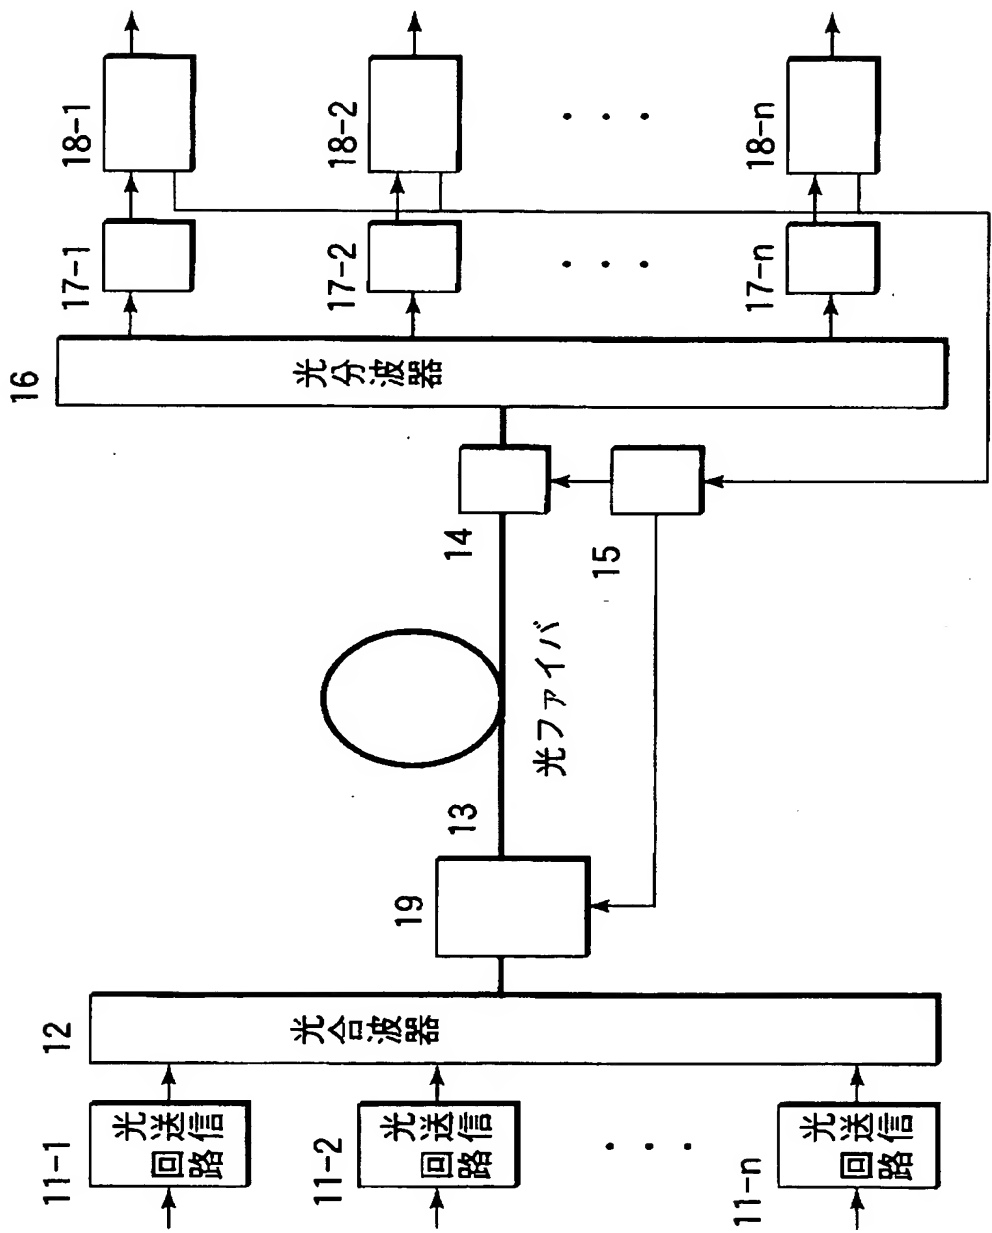 11-1
光送信
回路
11-2
光送信
回路
11-n
光送信
回路
12
光合波器
19
13
光ファイバ
14
15
16
光分波器
17-1
17-2
17-n
18-1
18-2
18-n